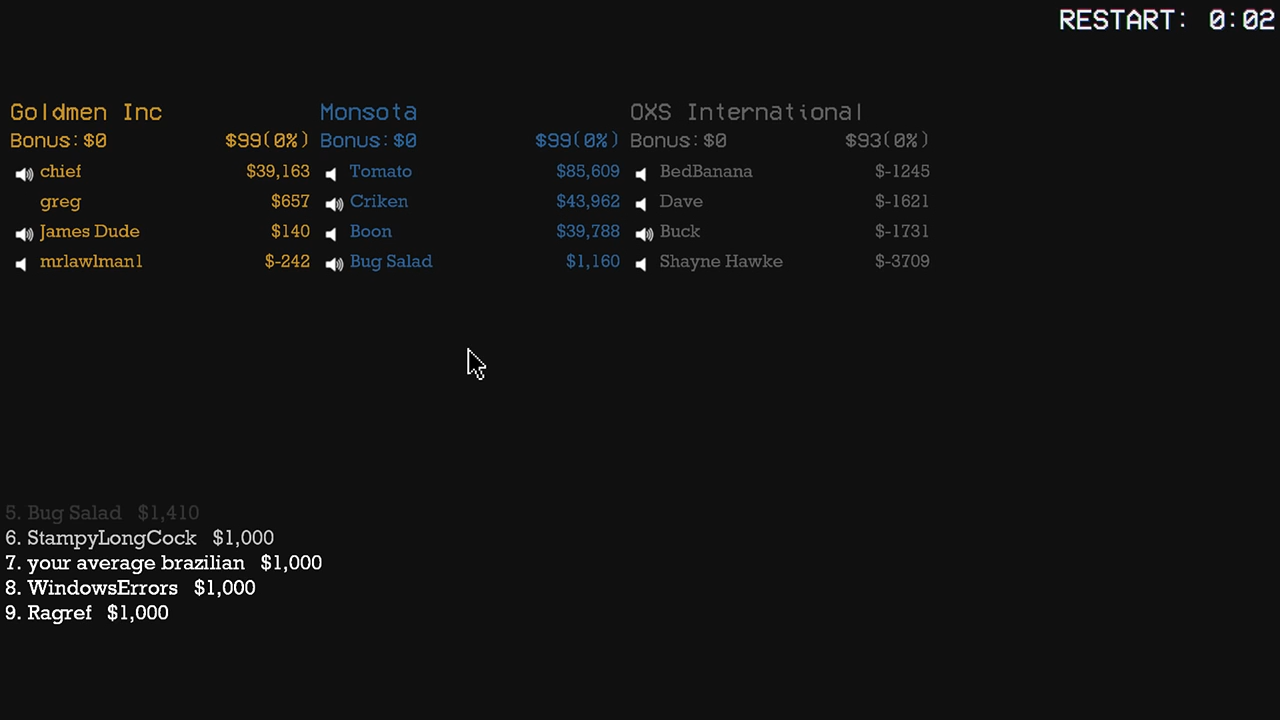 RESTART: 0:02
Goldmen Inc Monsota OXS International
Bonus: $0 $99(0%) Bonus: $0 $99(0%) Bonus: $0 $93(0%)
chief $39,163 Tomato $85,609 BedBanana $-1245
greg $657 Criken $43,962 Dave $-1621
James Dude $140 Boon $39,788 Buck $-1731
mrlawlman1 $-242 Bug Salad $1,160 Shayne Hawke $-3709
5. Bug Salad $1,410
6. StampyLongCock $1,000
7. your average brazilian $1,000
8. WindowsErrors $1,000
9. Ragref $1,000